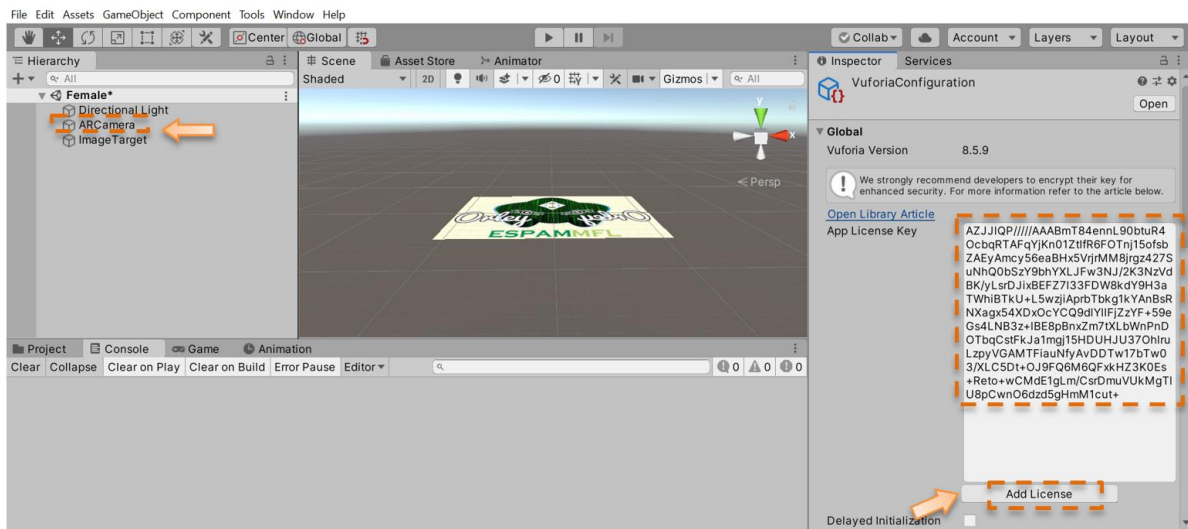 File Edit Assets GameObject Component Tools Window Help
Center Global Collab Account Layers Layout
Hierarchy
All
Female*
Directional Light
ARCamera
ImageTarget
Scene Asset Store Animator
Shaded 2D 0 Gizmos All
y
x
Persp
Orley
ESPAMMFL
Inspector Services
VuforiaConfiguration
Open
Global
Vuforia Version 8.5.9
We strongly recommend developers to encrypt their key for
enhanced security. For more information refer to the article below.
Open Library Article
App License Key
AZJJIQP/////AAABmT84ennL90btuR4
OcbqRTAFqYjKn01ZtlfR6FOTnj15ofsb
ZAEyAmcy56eaBHx5VrjrMM8jrgz427S
uNhQ0bSzY9bhYXLJFw3NJ/2K3NzVd
BK/yLsrDJixBEFZ7I33FDW8kdY9H3a
TWhiBTkU+L5wzjiAprbTbkg1kYAnBsR
NXagx54XDxOcYCQ9dlYIIFjZzYF+59e
Gs4LNB3z+IBE8pBnxZm7tXLbWnPnD
OTbqCstFkJa1mgj15HDUHJU37OhIru
LzpyVGAMTFiauNfyAvDDTw17bTw0
3/XLC5Dt+OJ9FQ6M6QFxkHZ3K0Es
+Reto+wCMdE1gLm/CsrDmuVUkMgTl
U8pCwnO6dzd5gHmM1cut+
Add License
Delayed Initialization
Project Console Game Animation
Clear Collapse Clear on Play Clear on Build Error Pause Editor 0 0 0